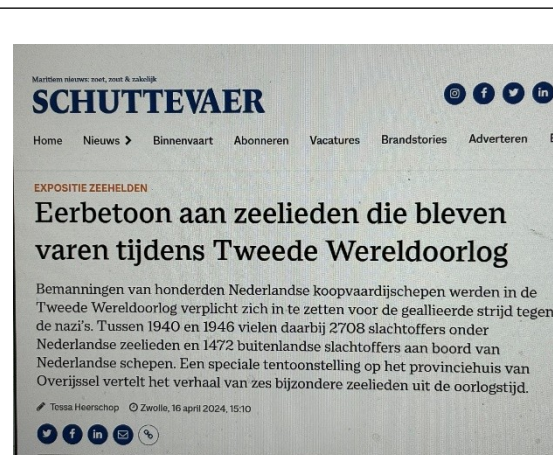 Maritiem nieuws: zoet, zout & zakelijk
SCHUTTEVAER
Home Nieuws Binnenvaart Abonneren Vacatures Brandstories Adverteren
EXPOSITIE ZEEHELDEN
Eerbetoon aan zeelieden die bleven
varen tijdens Tweede Wereldoorlog
Bemanningen van honderden Nederlandse koopvaardijschepen werden in de
Tweede Wereldoorlog verplicht zich in te zetten voor de geallieerde strijd tegen
de nazi's. Tussen 1940 en 1946 vielen daarbij 2708 slachtoffers onder
Nederlandse zeelieden en 1472 buitenlandse slachtoffers aan boord van
Nederlandse schepen. Een speciale tentoonstelling op het provinciehuis van
Overijssel vertelt het verhaal van zes bijzondere zeelieden uit de oorlogstijd.
Tessa Heerschop Zwolle, 16 april 2024, 15:10